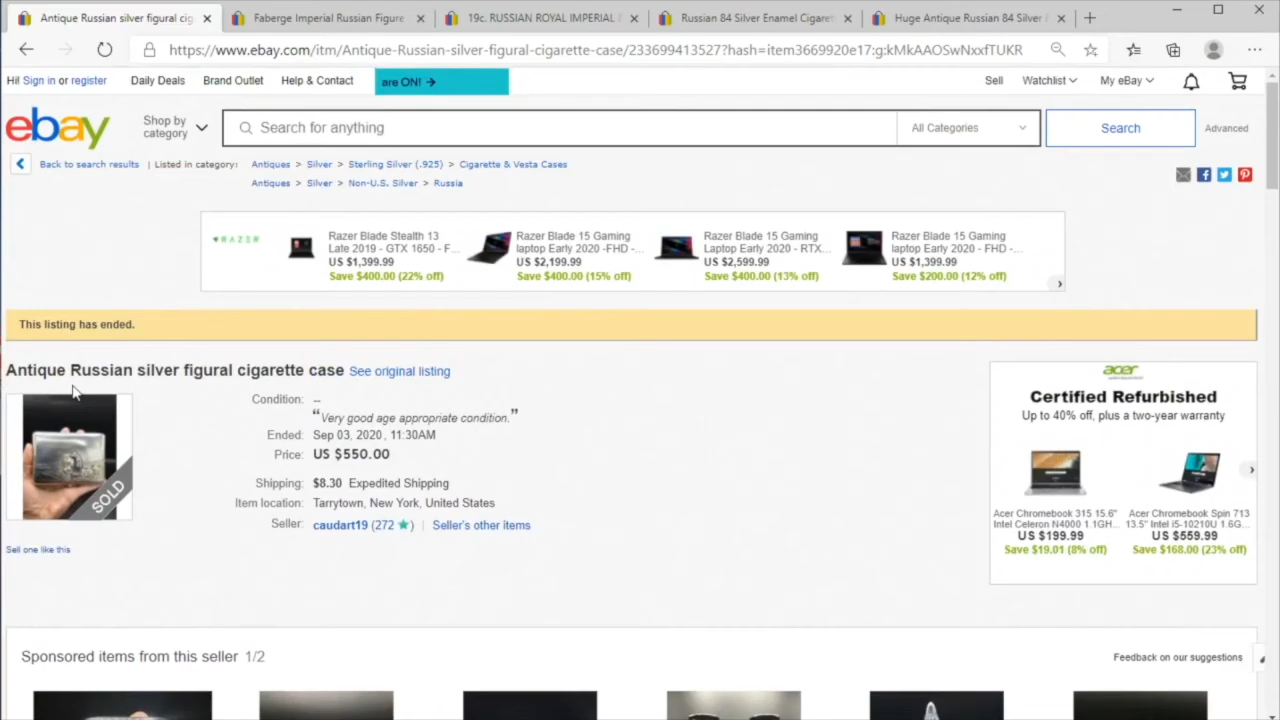 Antique Russian silver figural cig
Faberge Imperial Russian Figure
19c. RUSSIAN ROYAL IMPERIAL
Russian 84 Silver Enamel Cigaret
Huge Antique Russian 84 Silver
https://www.ebay.com/itm/Antique-Russian-silver-figural-cigarette-case/233699413527?hash=item3669920e17:g:kMkAAOSwNxxfTUKR
Hi! Sign in or register
Daily Deals
Brand Outlet
Help & Contact
are ON! →
Sell
Watchlist
My eBay
ebay
Shop by
category
Search for anything
All Categories
Search
Advanced
Back to search results | Listed in category:
Antiques > Silver > Sterling Silver (.925) > Cigarette & Vesta Cases
Antiques > Silver > Non-U.S. Silver > Russia
RAZER
Razer Blade Stealth 13
Late 2019 - GTX 1650 - F...
US $1,399.99
Save $400.00 (22% off)
Razer Blade 15 Gaming
laptop Early 2020 -FHD -...
US $2,199.99
Save $400.00 (15% off)
Razer Blade 15 Gaming
Laptop Early 2020 - RTX...
US $2,599.99
Save $400.00 (13% off)
Razer Blade 15 Gaming
laptop Early 2020 - FHD -...
US $1,399.99
Save $200.00 (12% off)
This listing has ended.
Antique Russian silver figural cigarette case See original listing
SOLD
Sell one like this
Condition: --
“Very good age appropriate condition.”
Ended: Sep 03, 2020 , 11:30AM
Price: US $550.00
Shipping: $8.30 Expedited Shipping
Item location: Tarrytown, New York, United States
Seller: caudart19 (272 ★) | Seller's other items
acer
Certified Refurbished
Up to 40% off, plus a two-year warranty
Acer Chromebook 315 15.6"
Intel Celeron N4000 1.1GH...
US $199.99
Save $19.01 (8% off)
Acer Chromebook Spin 713
13.5" Intel i5-10210U 1.6G...
US $559.99
Save $168.00 (23% off)
Sponsored items from this seller 1/2
Feedback on our suggestions